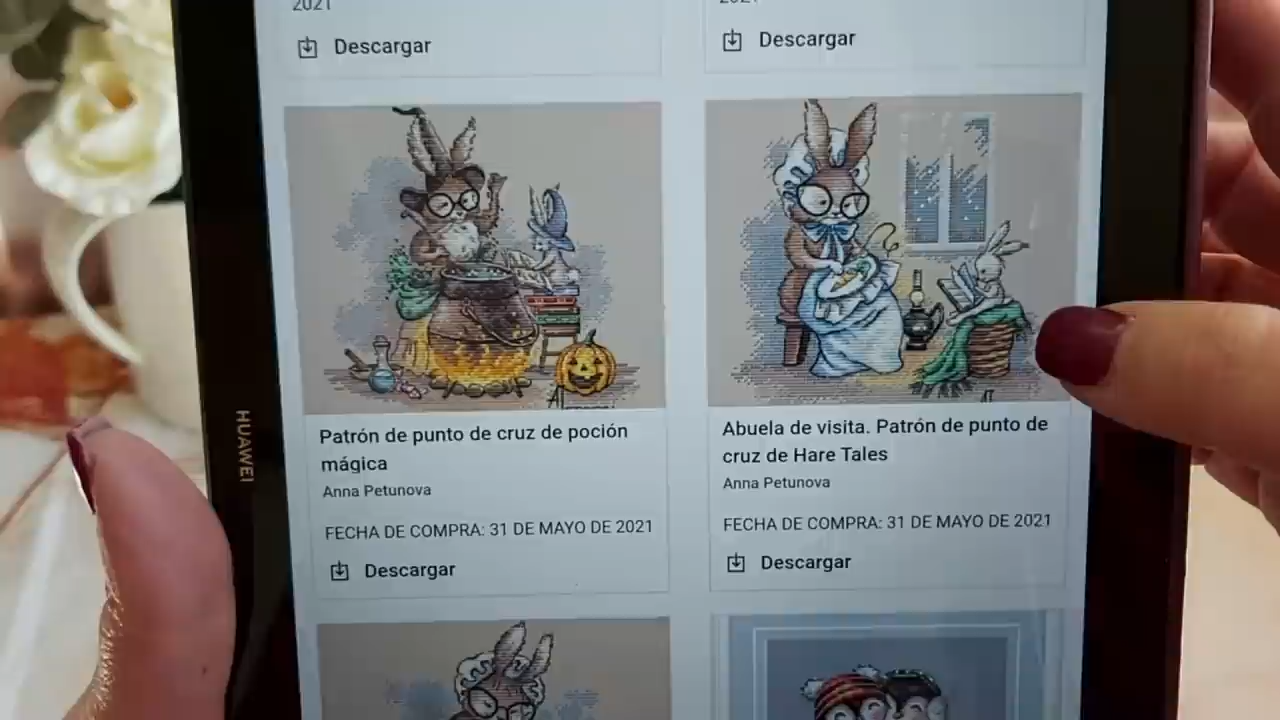 2021
Descargar
Descargar
Patrón de punto de cruz de poción
mágica
Anna Petunova
FECHA DE COMPRA: 31 DE MAYO DE 2021
Descargar
Abuela de visita. Patrón de punto de
cruz de Hare Tales
Anna Petunova
FECHA DE COMPRA: 31 DE MAYO DE 2021
Descargar
HUAWEI